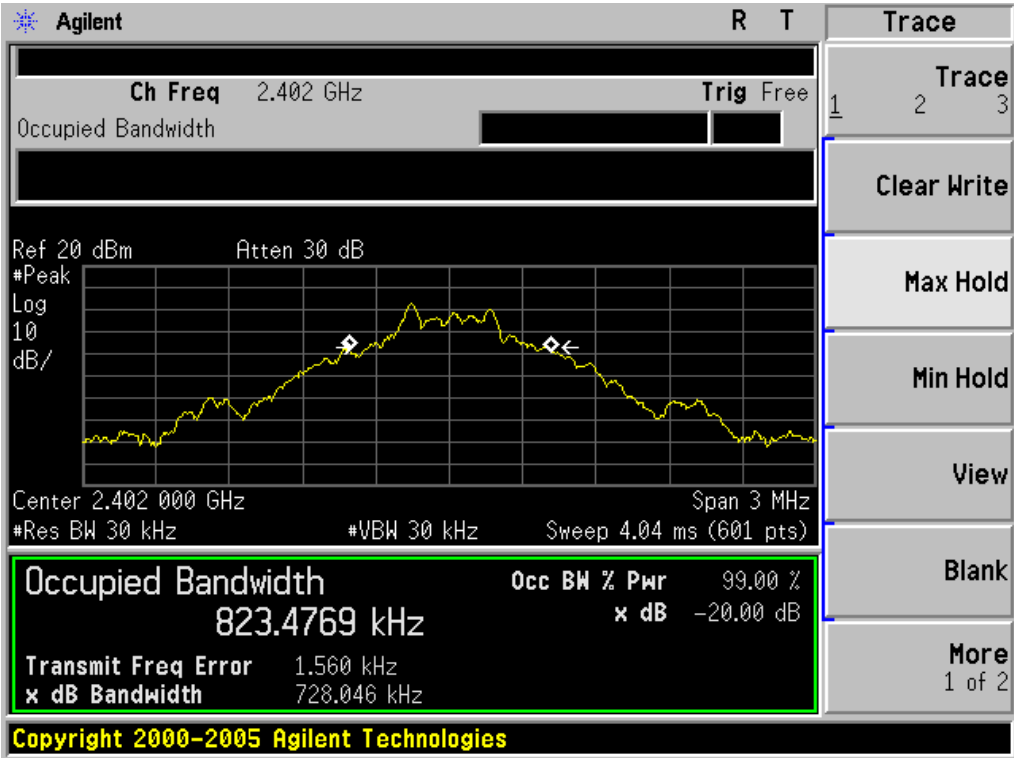 Agilent R T Trace
Ch Freq 2.402 GHz Trig Free
Occupied Bandwidth
Trace
1 2 3
Clear Write
Ref 20 dBm Atten 30 dB
#Peak
Log
10
dB/
Max Hold
Min Hold
View
Center 2.402 000 GHz Span 3 MHz
#Res BW 30 kHz #VBW 30 kHz Sweep 4.04 ms (601 pts)
Occupied Bandwidth Occ BW % Pwr 99.00 %
823.4769 kHz x dB -20.00 dB
Blank
Transmit Freq Error 1.560 kHz
x dB Bandwidth 728.046 kHz
More
1 of 2
Copyright 2000-2005 Agilent Technologies